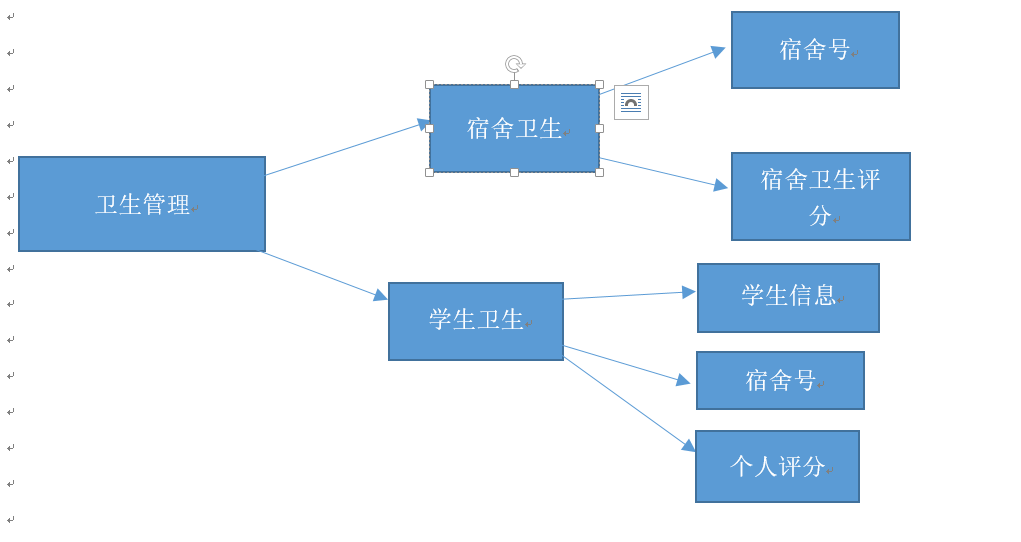 宿舍号
宿舍卫生
宿舍卫生评
分
卫生管理
学生信息
学生卫生
宿舍号
个人评分